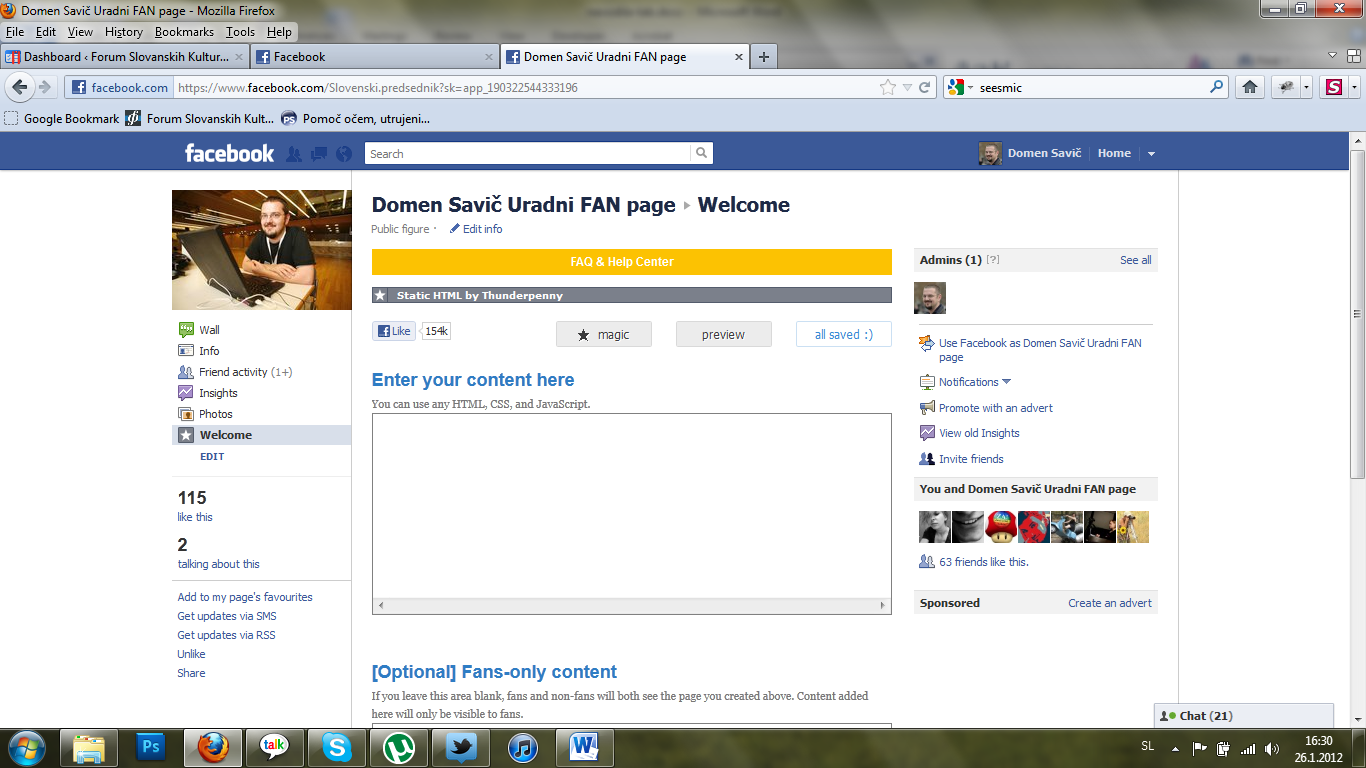 Domen Savič Uradni FAN page - Mozilla Firefox
File Edit View History Bookmarks Tools Help
Dashboard ‹ Forum Slovanskih Kultur... Facebook Domen Savič Uradni FAN page
facebook.com https://www.facebook.com/Slovenski.predsednik?sk=app_190322544333196 seesmic
Google Bookmark Forum Slovanskih Kult... Pomoč očem, utrujeni...
facebook Search Domen Savič Home
Domen Savič Uradni FAN page Welcome
Public figure · Edit info
FAQ & Help Center
Static HTML by Thunderpenny
Like 154k magic preview all saved :)
Enter your content here
You can use any HTML, CSS, and JavaScript.
[Optional] Fans-only content
If you leave this area blank, fans and non-fans will both see the page you created above. Content added
here will only be visible to fans.
Wall
Info
Friend activity (1+)
Insights
Photos
Welcome
EDIT
115
like this
2
talking about this
Add to my page's favourites
Get updates via SMS
Get updates via RSS
Unlike
Share
Admins (1) [?] See all
Use Facebook as Domen Savič Uradni FAN
page
Notifications
Promote with an advert
View old Insights
Invite friends
You and Domen Savič Uradni FAN page
63 friends like this.
Sponsored Create an advert
Chat (21)
Ps talk S W SL 16:30
26.1.2012